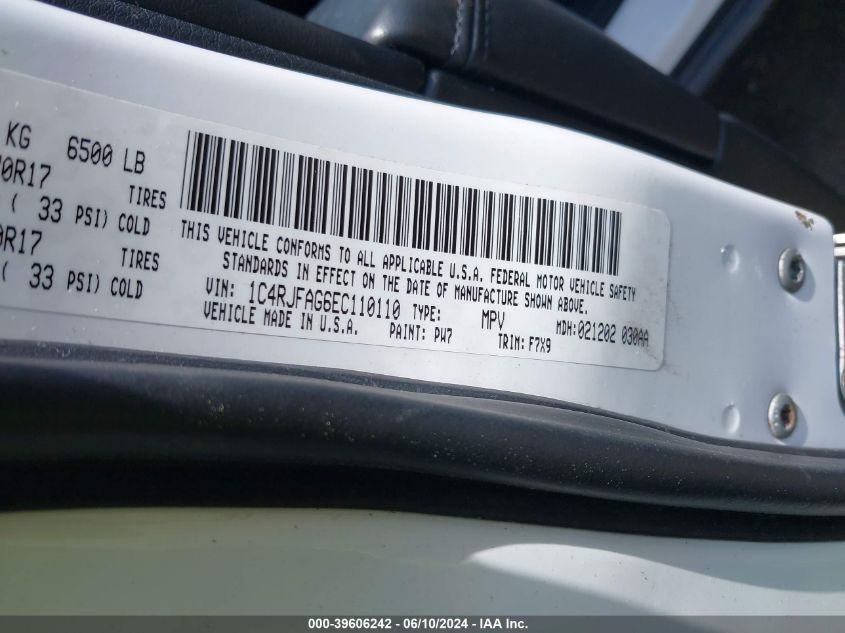 KG 6500 LB
0R17 TIRES
( 33 PSI) COLD
0R17 TIRES
( 33 PSI) COLD
THIS VEHICLE CONFORMS TO ALL APPLICABLE U.S.A. FEDERAL MOTOR VEHICLE SAFETY
STANDARDS IN EFFECT ON THE DATE OF MANUFACTURE SHOWN ABOVE.
VIN: 1C4RJFAG6EC110110 TYPE: MPV MDH:021202 030AA
VEHICLE MADE IN U.S.A. PAINT: PW7 TRIM: F7X9
000-39606242 - 06/10/2024 - IAA Inc.